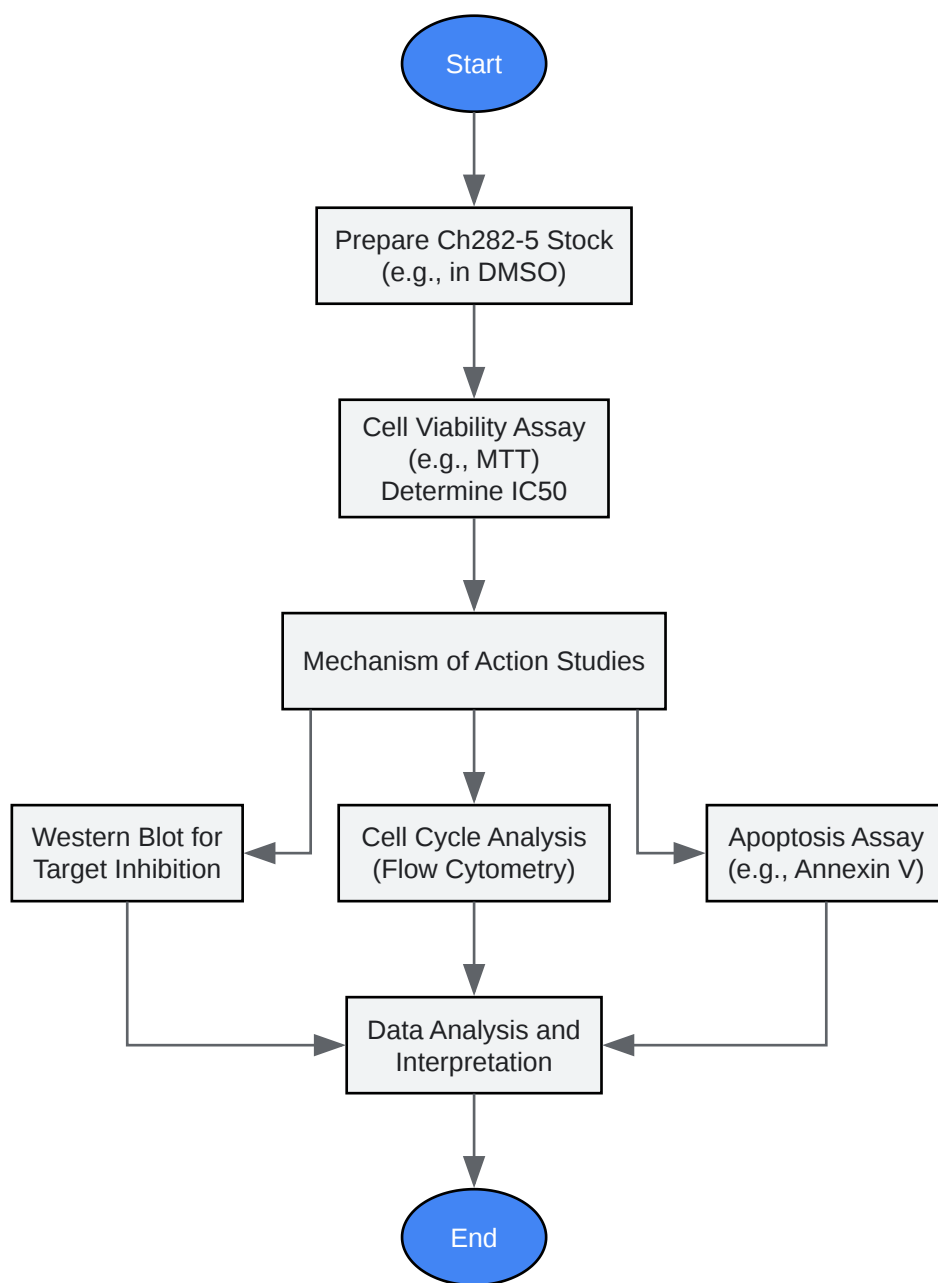 Start
Prepare Ch282-5 Stock
(e.g., in DMSO)
Cell Viability Assay
(e.g., MTT)
Determine IC50
Mechanism of Action Studies
Western Blot for
Target Inhibition
Cell Cycle Analysis
(Flow Cytometry)
Apoptosis Assay
(e.g., Annexin V)
Data Analysis and
Interpretation
End